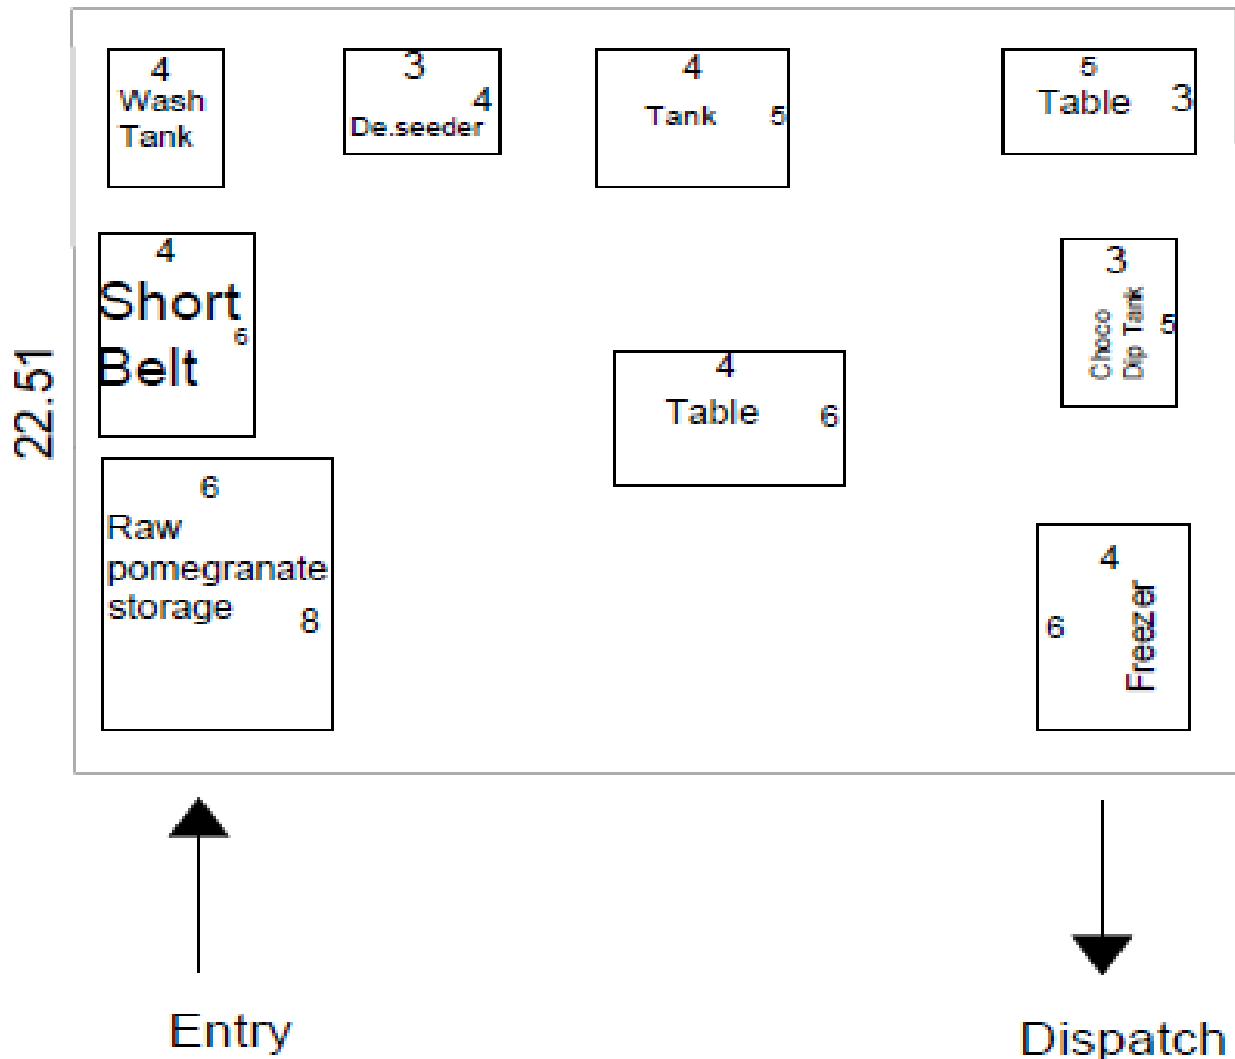 4
Wash
Tank
3
4
De.seeder
4
Tank
5
5
Table
3
4
Short
6
Belt
3
Choco
Dip Tank
5
22.51
4
Table
6
6
Raw
pomegranate
storage
8
4
6
Freezer
Entry
Dispatch